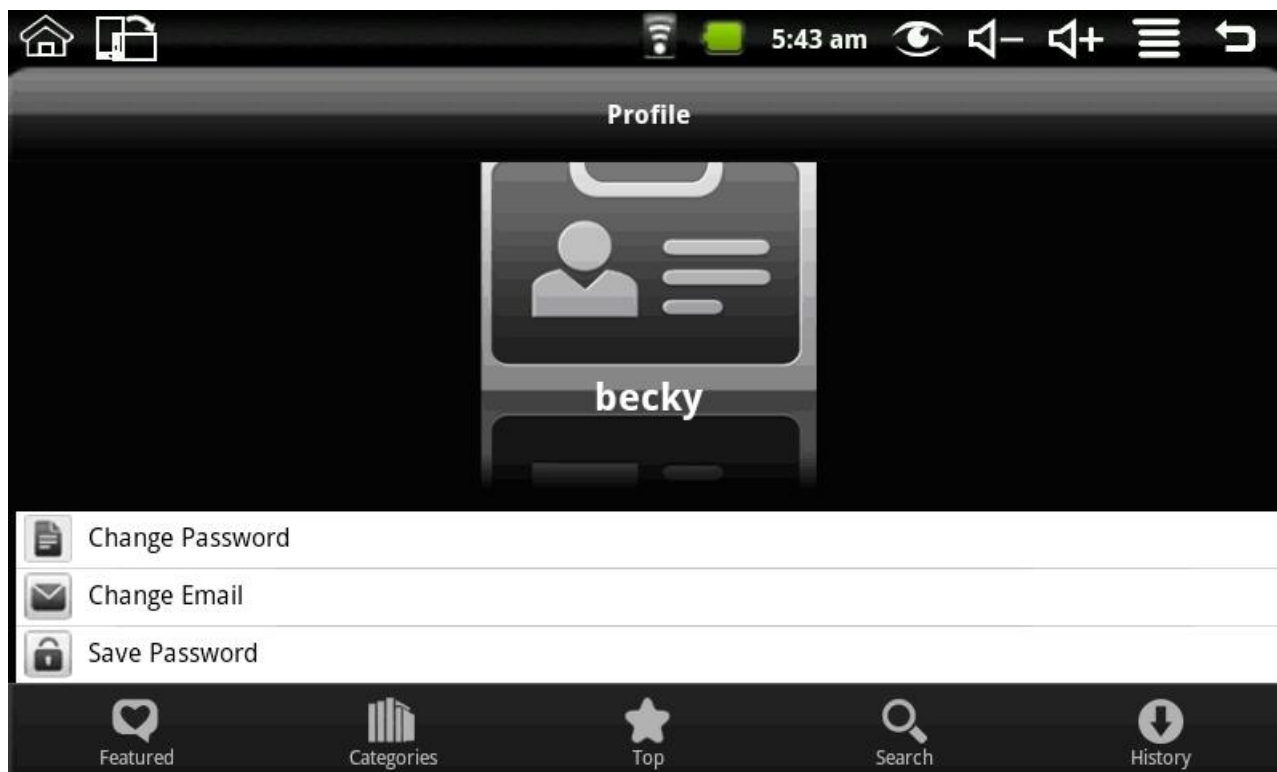 5:43 am
Profile
becky
Change Password
Change Email
Save Password
Featured Categories Top Search History